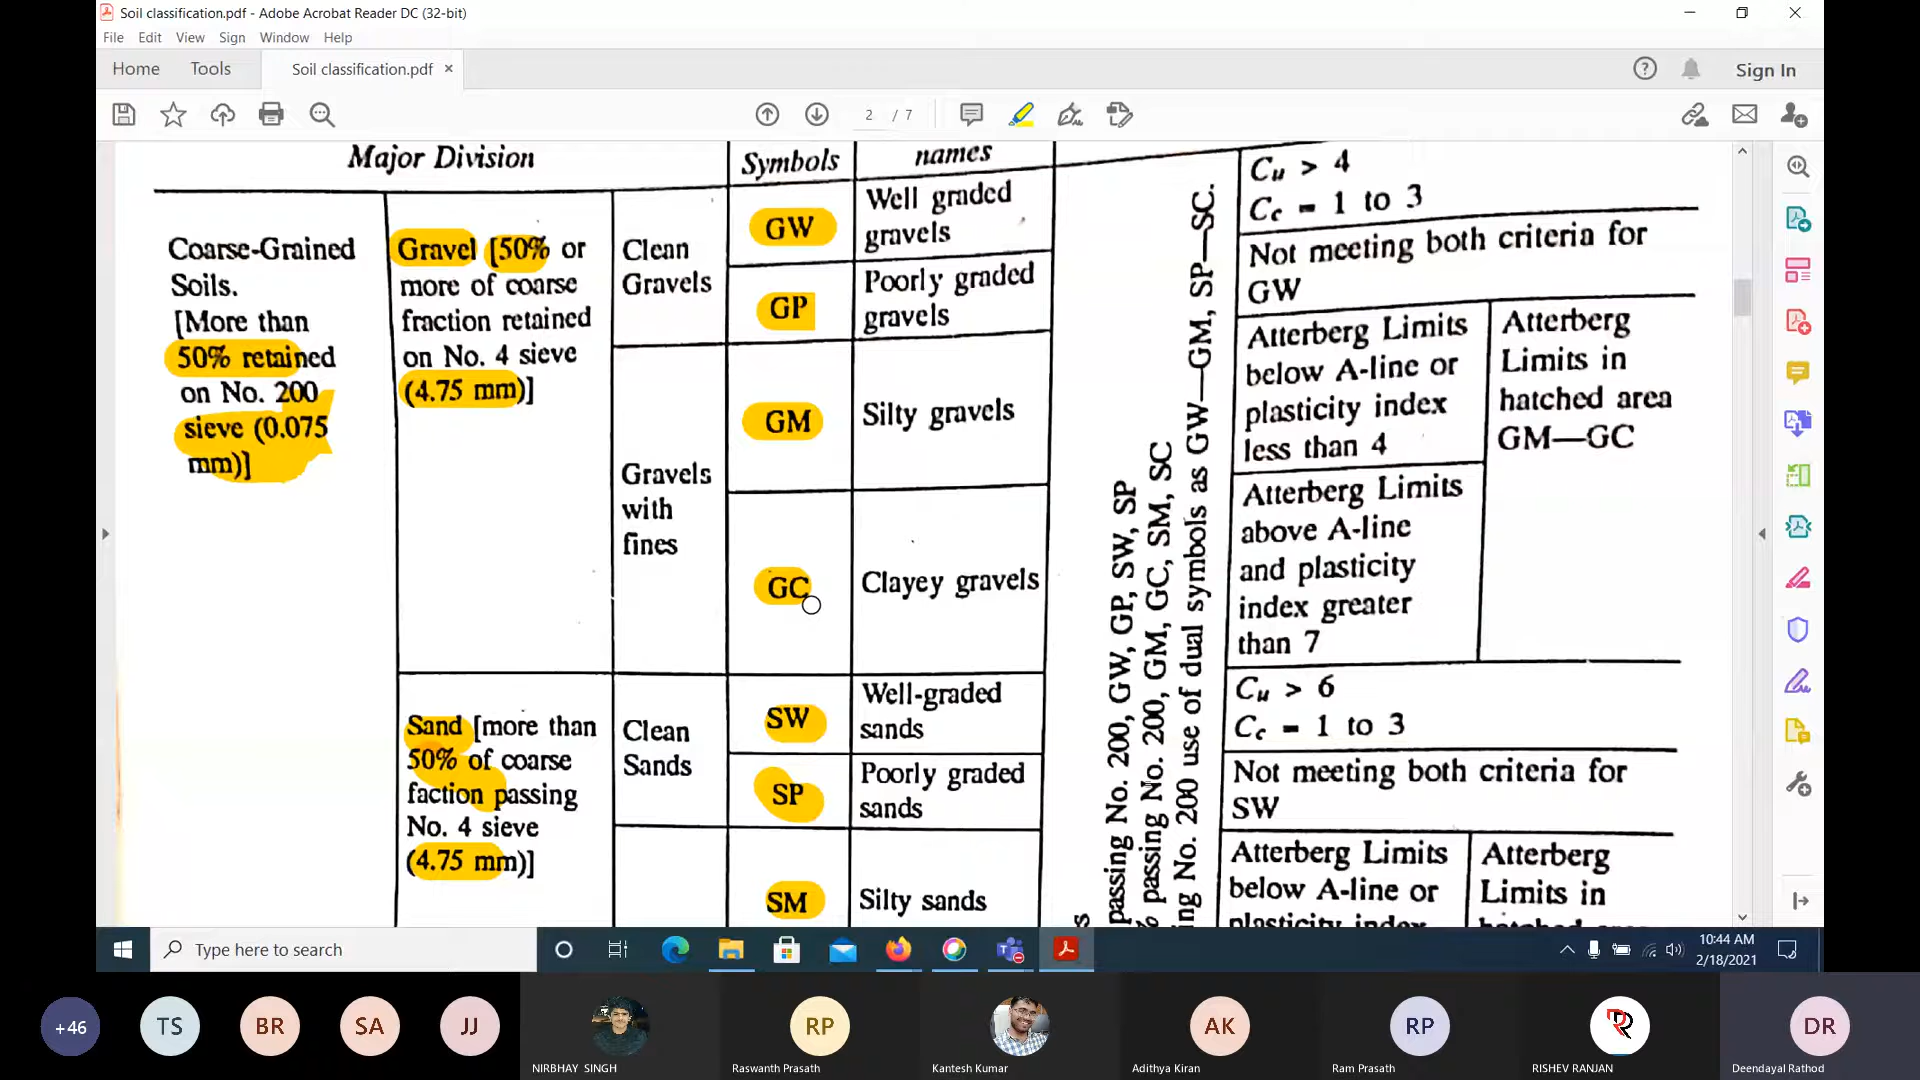 Soil classification.pdf - Adobe Acrobat Reader DC (32-bit)
File Edit View Sign Window Help
Home Tools Soil classification.pdf × Sign In
2 / 7
Major Division
Symbols
names
Coarse-Grained
Soils.
[More than
50% retained
on No. 200
sieve (0.075
mm)]
Gravel [50% or
more of coarse
fraction retained
on No. 4 sieve
(4.75 mm)]
Clean
Gravels
GW
Well graded
gravels
GP
Poorly graded
gravels
Gravels
with
fines
GM
Silty gravels
GC
Clayey gravels
Sand [more than
50% of coarse
faction passing
No. 4 sieve
(4.75 mm)]
Clean
Sands
SW
Well-graded
sands
SP
Poorly graded
sands
SM
Silty sands
passing No. 200, GW, GP, SW, SP
% passing No. 200, GM, GC, SM, SC
ing No. 200 use of dual symbols as GW—GM, SP—SC.
Cu > 4
Cc = 1 to 3
Not meeting both criteria for
GW
Atterberg Limits
below A-line or
plasticity index
less than 4
Atterberg
Limits in
hatched area
GM—GC
Atterberg Limits
above A-line
and plasticity
index greater
than 7
Cu > 6
Cc = 1 to 3
Not meeting both criteria for
SW
Atterberg Limits
below A-line or
plasticity index
Atterberg
Limits in
hatched area
Type here to search
10:44 AM
2/18/2021
+46 TS BR SA JJ RP AK RP DR
NIRBHAY SINGH Raswanth Prasath Kantesh Kumar Adithya Kiran Ram Prasath RISHEV RANJAN Deendayal Rathod